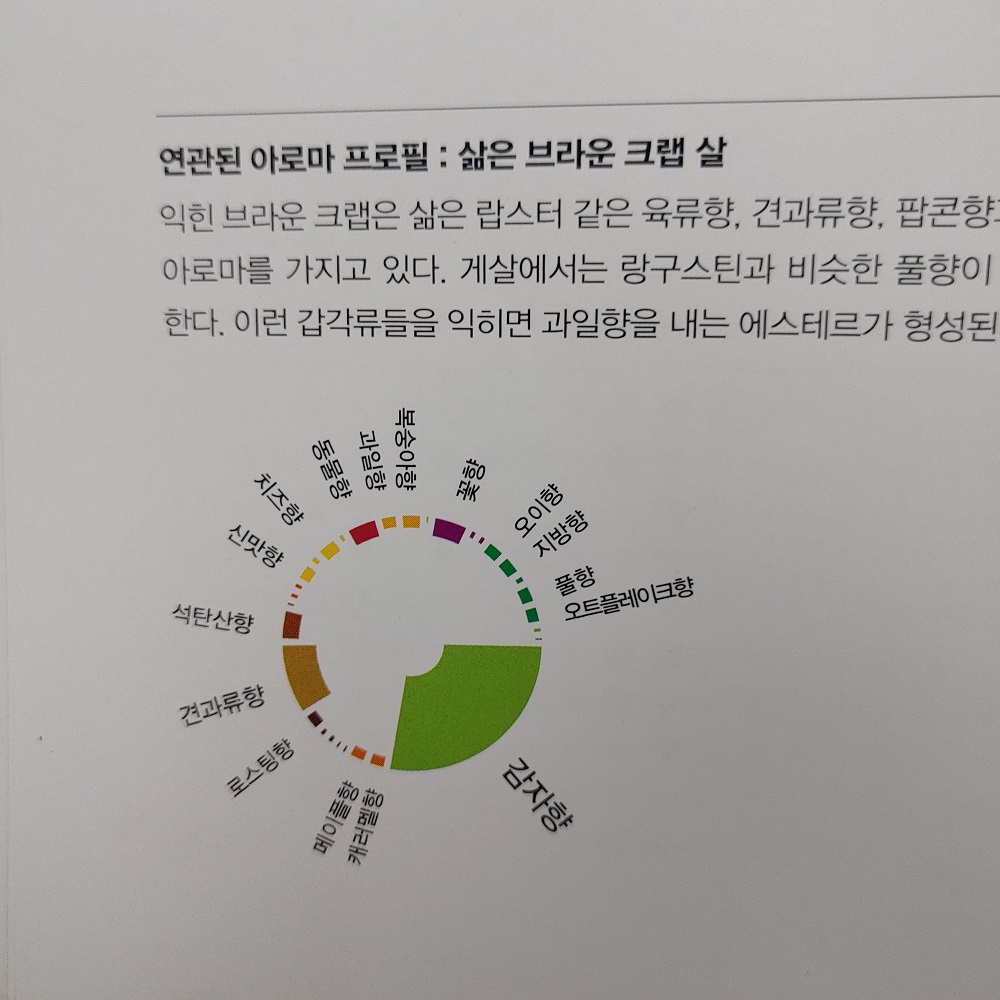 연관된 아로마 프로필 : 삶은 브라운 크랩 살
익힌 브라운 크랩은 삶은 랍스터 같은 육류향, 견과류향, 팝콘향
아로마를 가지고 있다. 게살에서는 랑구스틴과 비슷한 풀향이
한다. 이런 갑각류들을 익히면 과일향을 내는 에스테르가 형성된
복숭아향
과일향
동물향
치즈향
신맛향
석탄산향
견과류향
로스팅향
메이플향
캐러멜향
감자향
꽃향
오이향
지방향
풀향
오트플레이크향